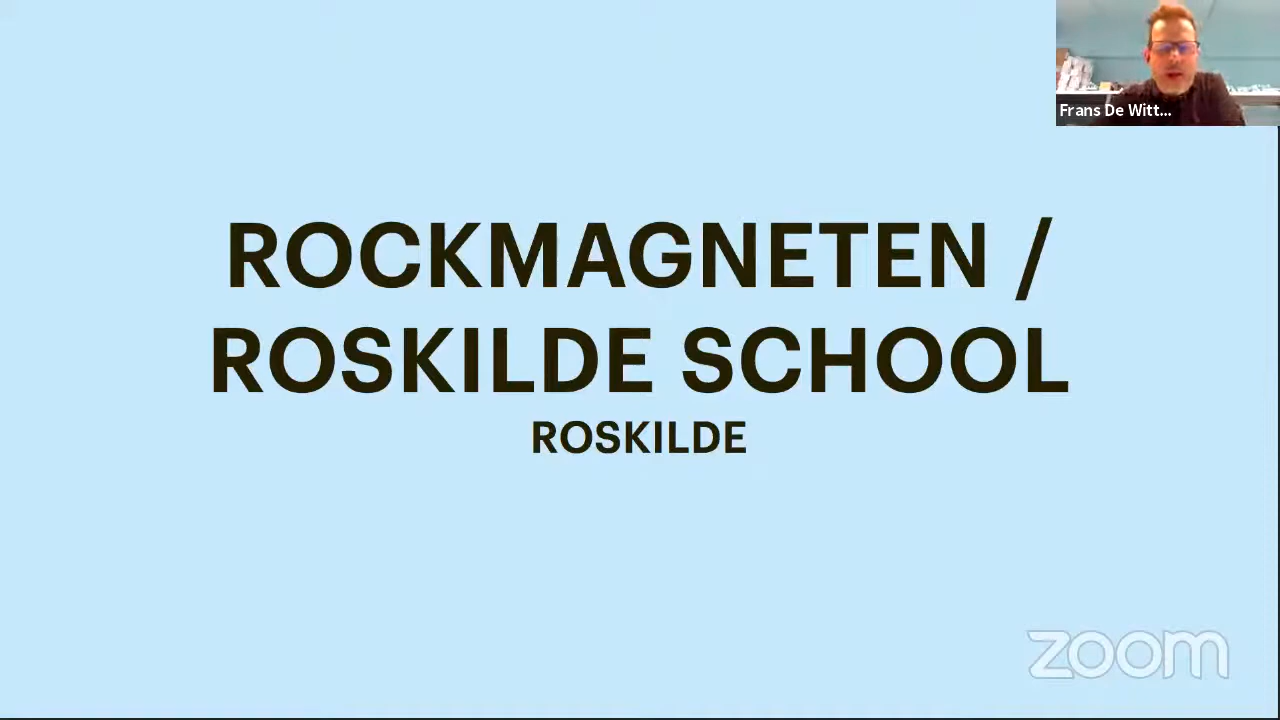 Frans De Witt...
ROCKMAGNETEN /
ROSKILDE SCHOOL
ROSKILDE
zoom